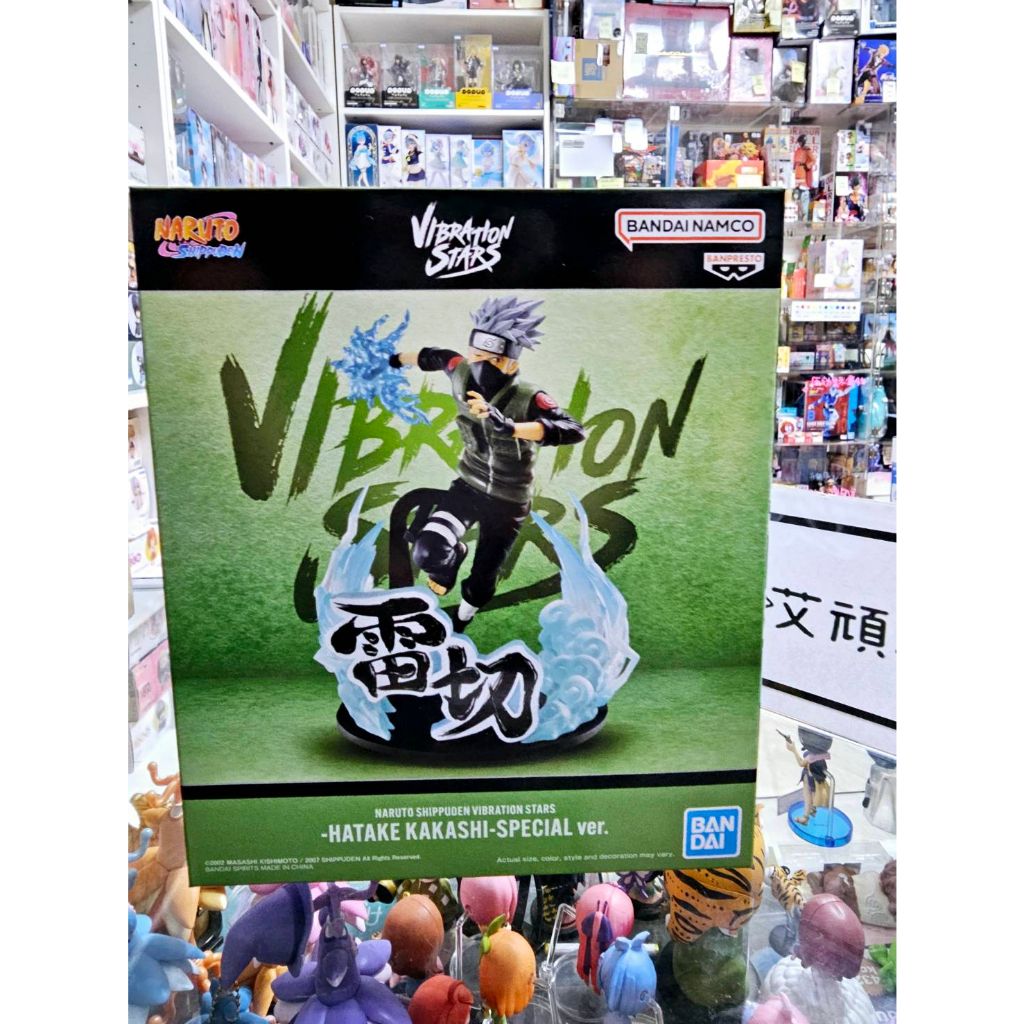 NARUTO
SHIPPUDEN
VIBRATION
STARS
BANDAI NAMCO
BANPRESTO
VIBRATION
STARS
雷切
NARUTO SHIPPUDEN VIBRATION STARS
-HATAKE KAKASHI-SPECIAL ver.
©2002 MASASHI KISHIMOTO / 2007 SHIPPUDEN All Rights Reserved.
BANDAI SPIRITS MADE IN CHINA
Actual size, color, style and decoration may vary.
BAN
DAI
艾頑